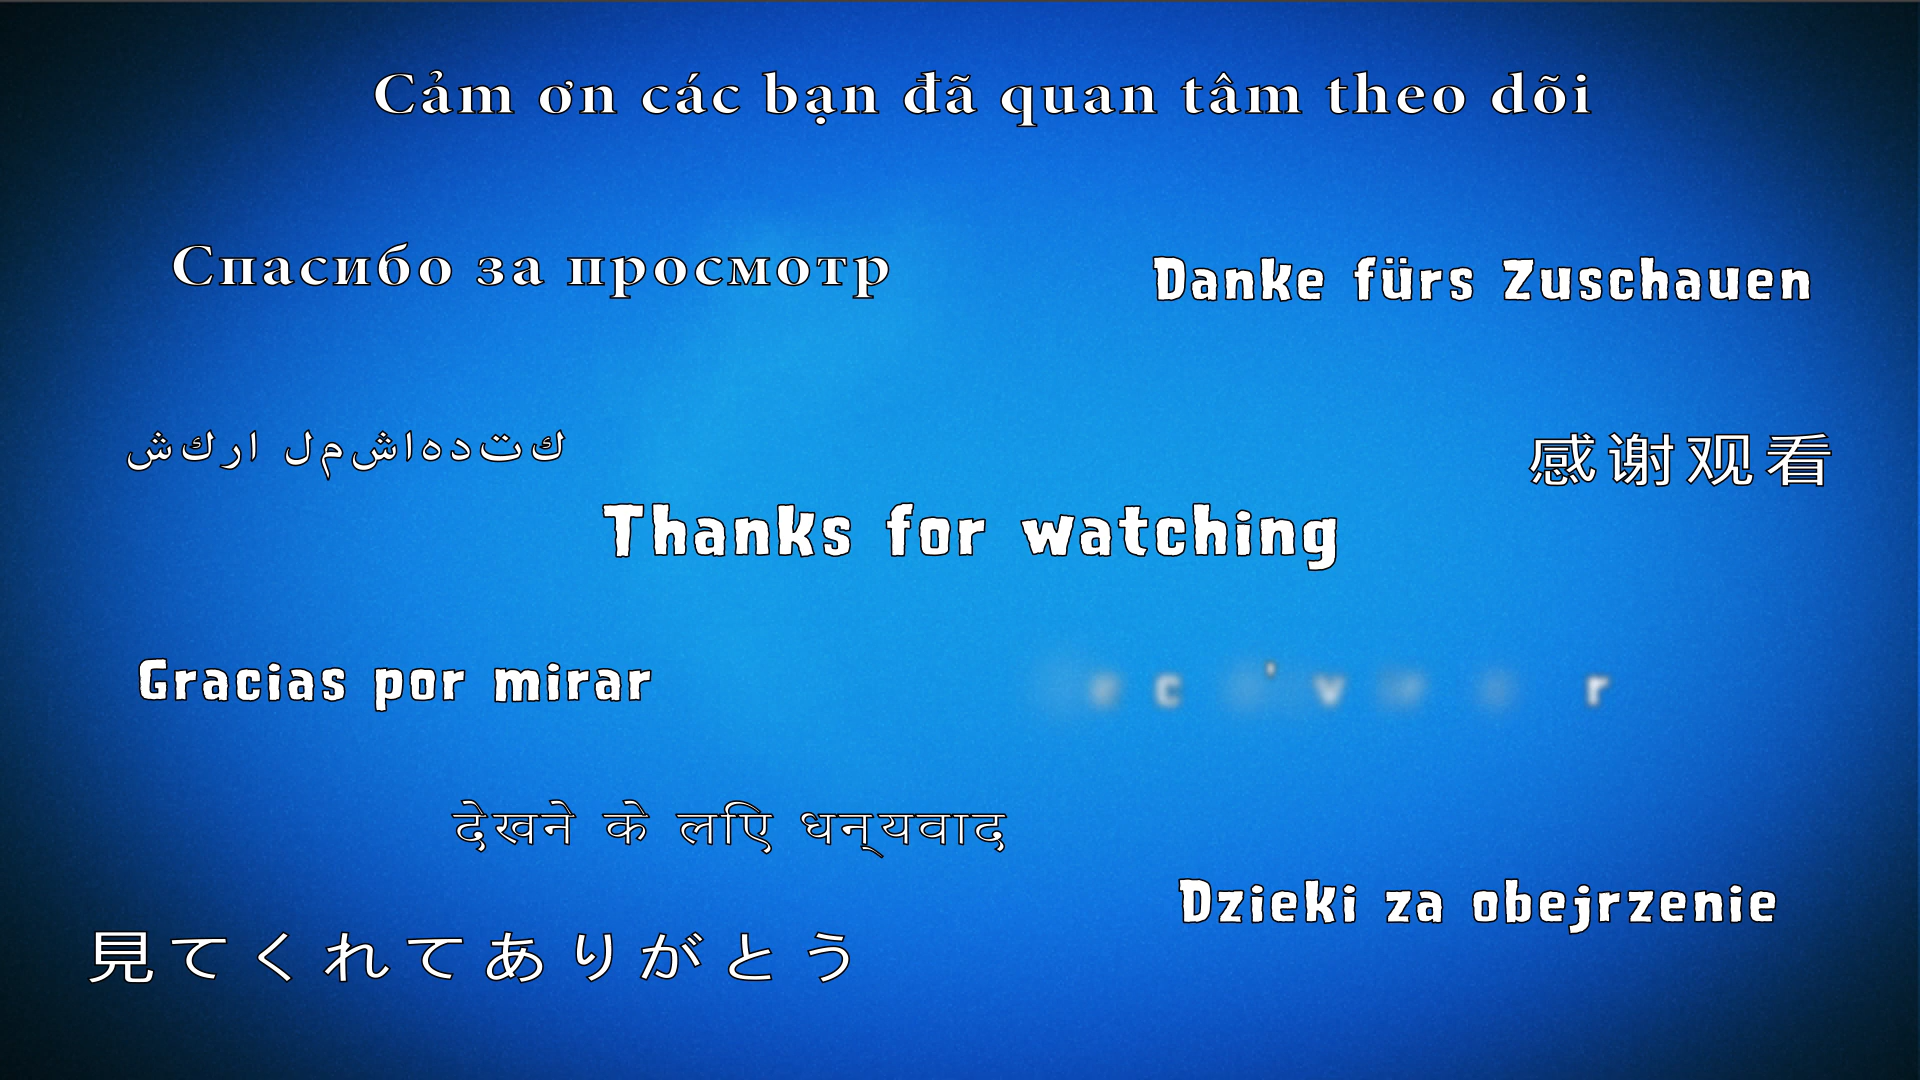 Cảm ơn các bạn đã quan tâm theo dõi
Спасибо за просмотр
Danke fürs Zuschauen
شكرا لمشاهدتك
感谢观看
Thanks for watching
Gracias por mirar
देखने के लिए धन्यवाद
Dzieki za obejrzenie
見てくれてありがとう